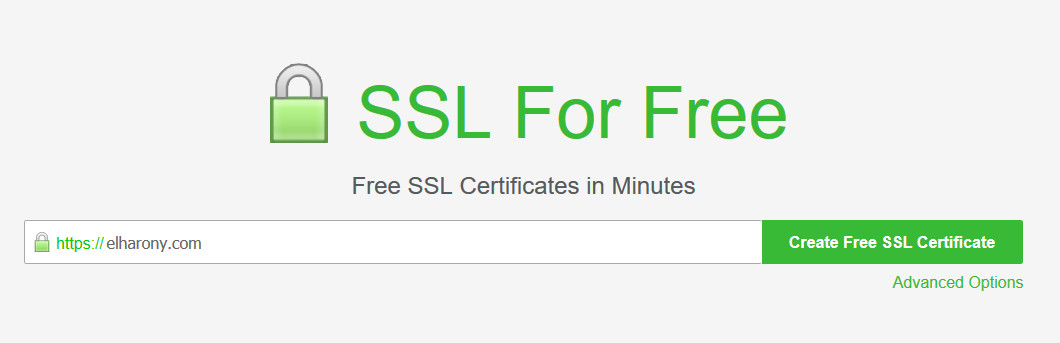 SSL For Free
Free SSL Certificates in Minutes
https:// elharony.com
Create Free SSL Certificate
Advanced Options